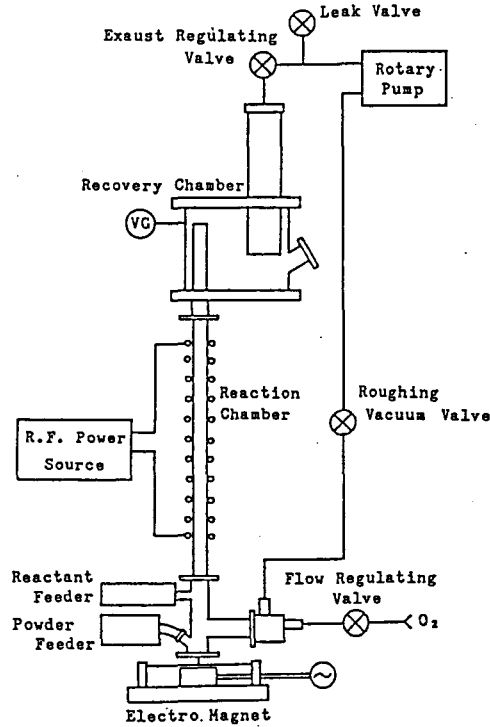 Leak Valve
Exaust Regulating
Valve
Rotary
Pump
Recovery Chamber
VG
Reaction
Chamber
Roughing
Vacuum Valve
R.F. Power
Source
Reactant
Feeder
Flow Regulating
Valve
O₂
Powder
Feeder
Electro Magnet